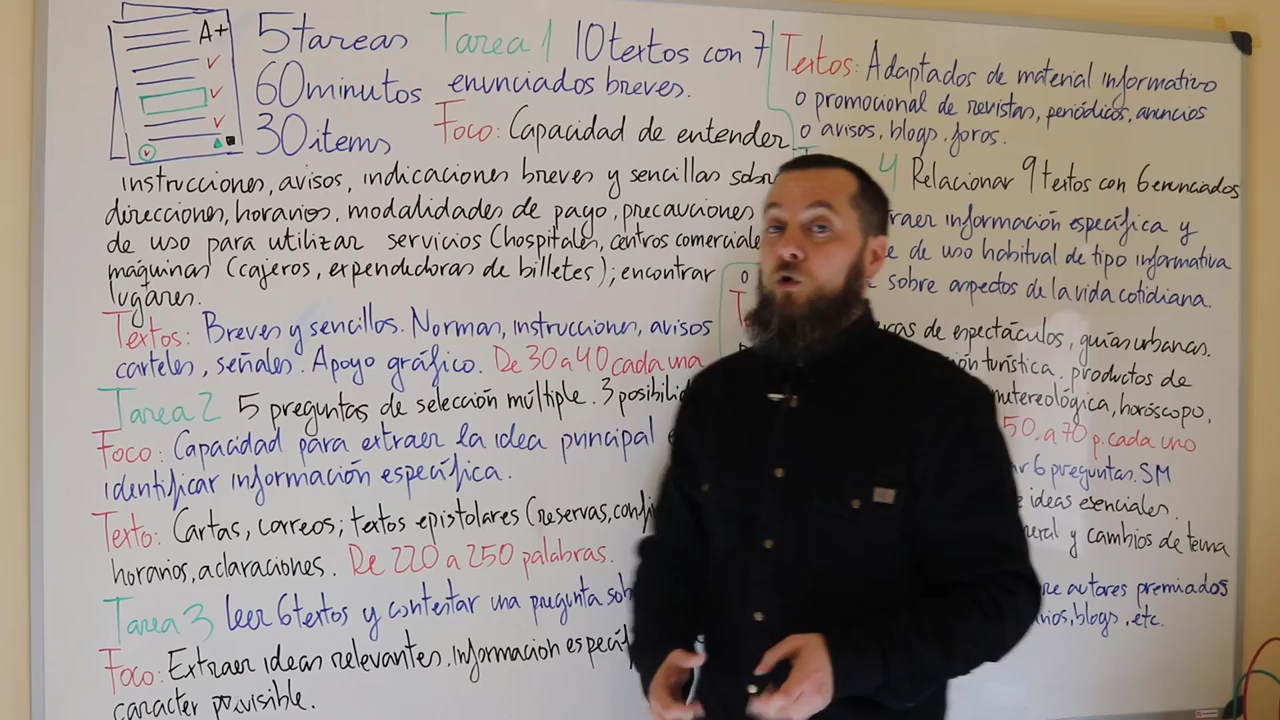 A+
5 tareas
60 minutos
30 items
Tarea 1 10 textos con 7
enunciados breves.
Foco: Capacidad de entender
instrucciones, avisos, indicaciones breves y sencillas sobre
direcciones, horarios, modalidades de pago, precauciones
de uso para utilizar servicios (hospitales, centros comerciale
máquinas (cajeros, expendedoras de billetes); encontrar
lugares.
Textos: Breves y sencillos. Normas, instrucciones, avisos
carteles, señales. Apoyo gráfico. De 30 a 40 cada una
Tarea 2 5 preguntas de selección múltiple. 3 posibilid
Foco: Capacidad para extraer la idea principal e
identificar información específica.
Texto: Cartas, correos; textos epistolares (reservas, confi
horarios, aclaraciones. De 220 a 250 palabras.
Tarea 3 leer 6 textos y contestar una pregunta sob
Foco: Extraer ideas relevantes, información específ
caracter
Textos: Adaptados de material informativo
o promocional de revistas, periódicos, anuncios
o avisos, blogs, foros.
4 Relacionar 9 textos con 6 enunciados
raer información específica y
e de uso habitual de tipo informativa
o sobre aspectos de la vida cotidiana.
ras de espectáculos, guías urbanas.
ón turística, productos de
horóscopo,
50 a 70 p. cada uno
r 6 preguntas. SM
e ideas esenciales.
eral y cambios de tema
re autores premiados
rios, blogs, etc.